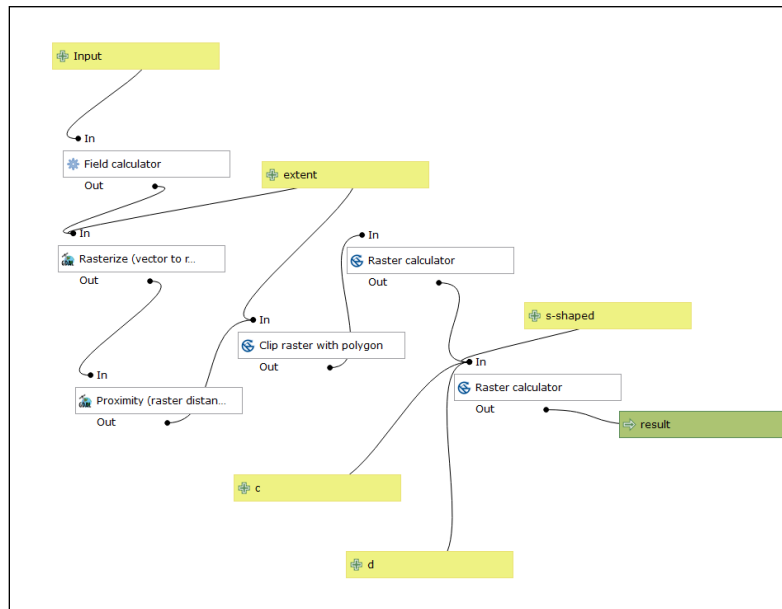 Input
In
Field calculator
Out
extent
In
Rasterize (vector to r...
Out
In
Raster calculator
Out
s-shaped
In
Clip raster with polygon
Out
In
Raster calculator
Out
In
Proximity (raster distan...
Out
result
c
d